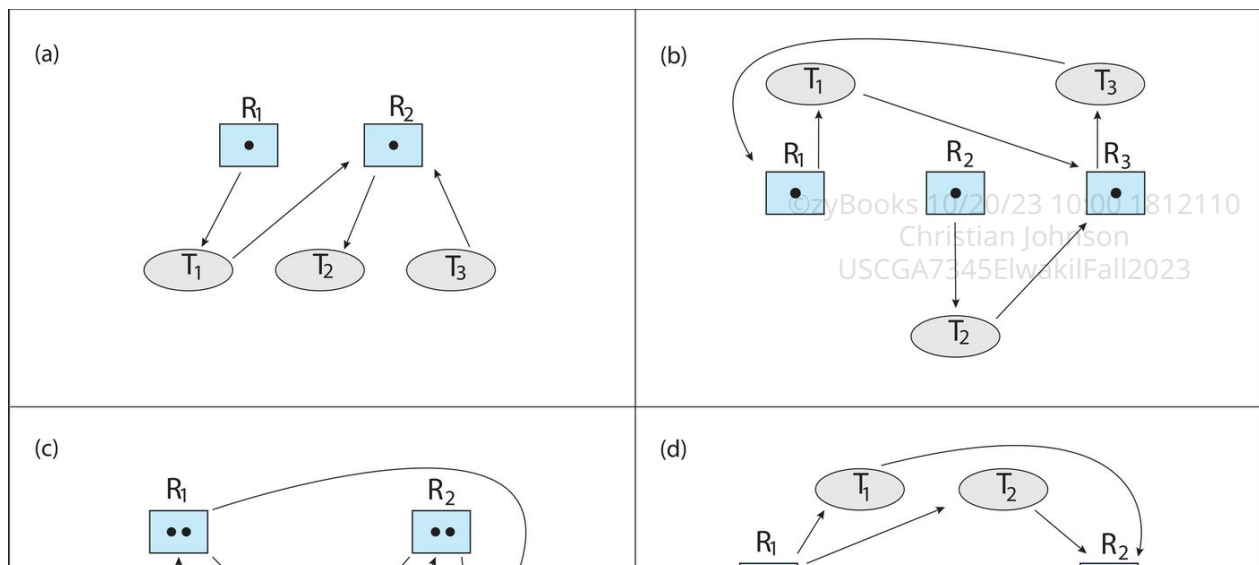 (a)
R1
R2
T1
T2
T3
(b)
T1
T3
R1
R2
R3
©zyBooks 10/20/23 10:00 1812110
Christian Johnson
USCGA7345ElwakilFall2023
T2
(c)
R1
R2
(d)
T1
T2
R1
R2